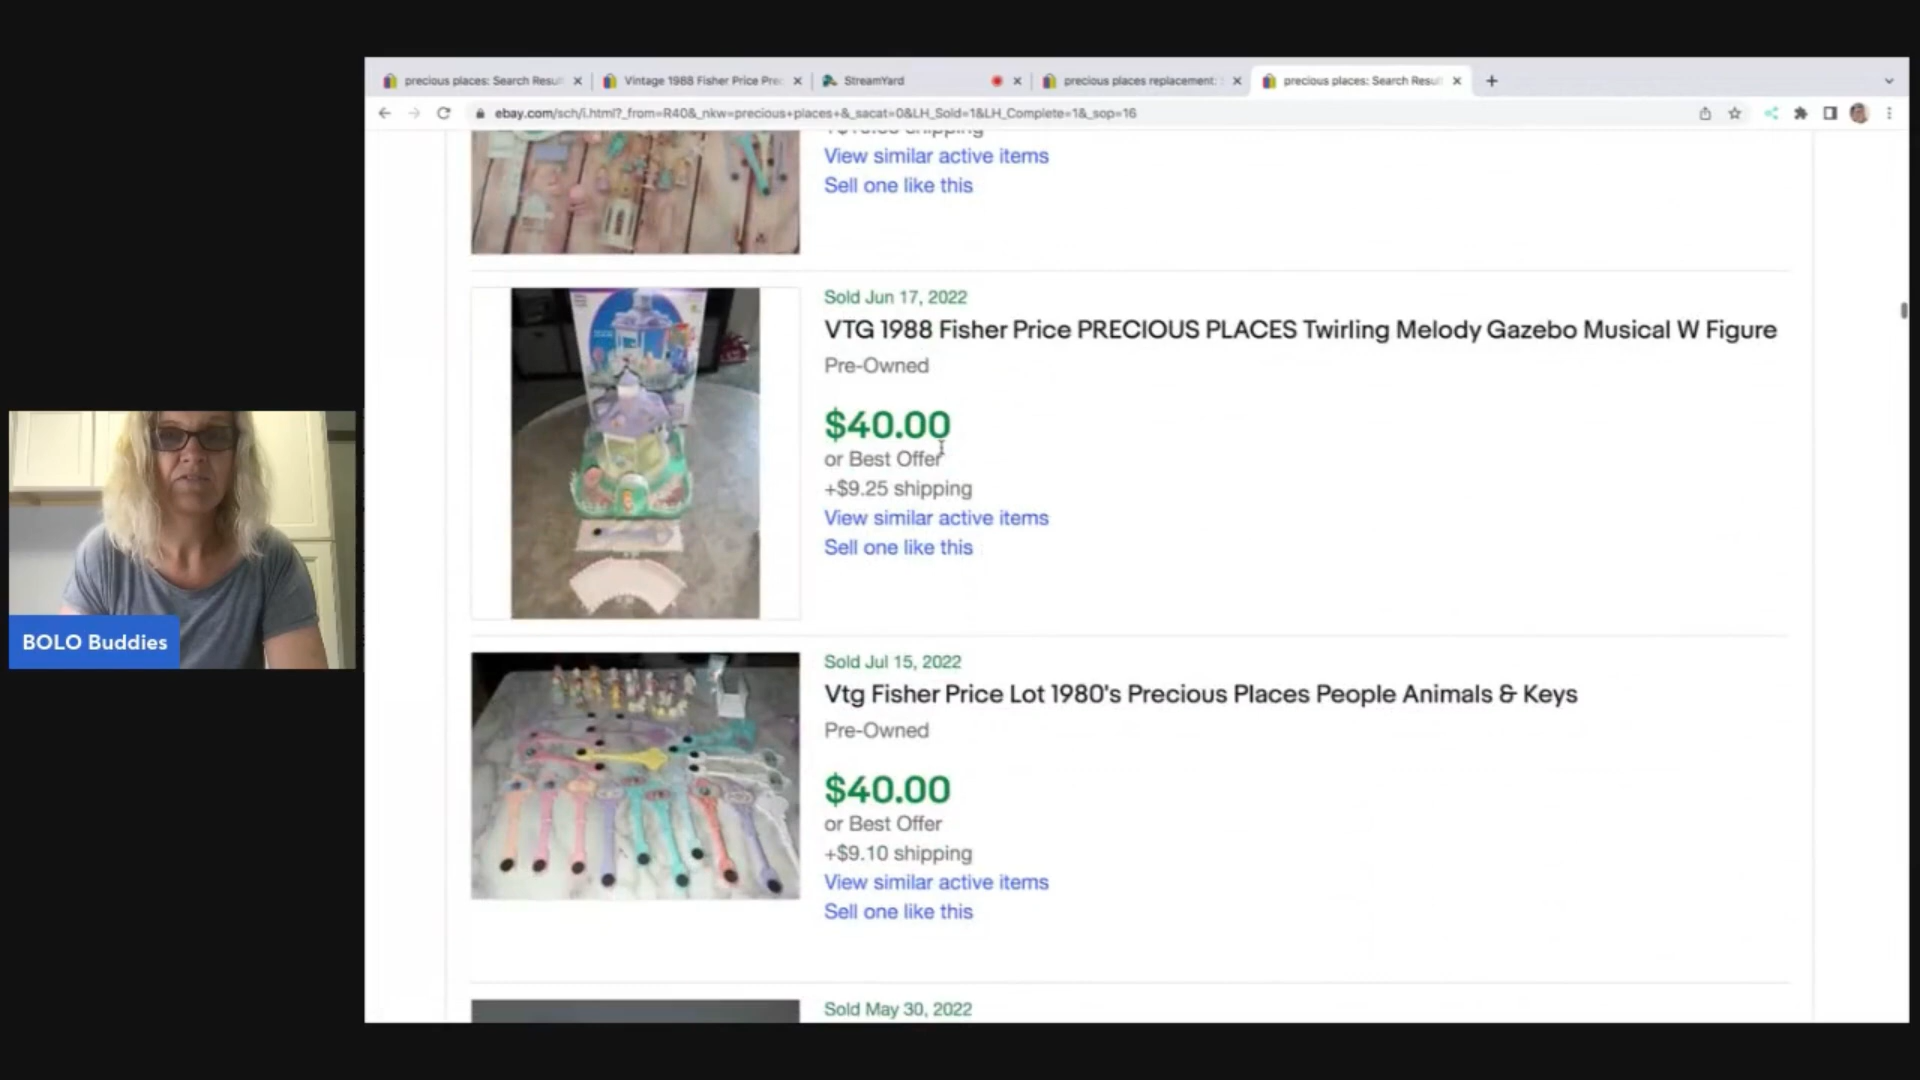 precious places: Search Resul
Vintage 1988 Fisher Price Pre
StreamYard
precious places replacement:
precious places: Search Resul
ebay.com/sch/i.html?_from=R40&_nkw=precious+places+&_sacat=0&LH_Sold=1&LH_Complete=1&_sop=16
shipping
View similar active items
Sell one like this
Sold Jun 17, 2022
VTG 1988 Fisher Price PRECIOUS PLACES Twirling Melody Gazebo Musical W Figure
Pre-Owned
$40.00
or Best Offer
+$9.25 shipping
View similar active items
Sell one like this
BOLO Buddies
Sold Jul 15, 2022
Vtg Fisher Price Lot 1980's Precious Places People Animals & Keys
Pre-Owned
$40.00
or Best Offer
+$9.10 shipping
View similar active items
Sell one like this
Sold May 30, 2022